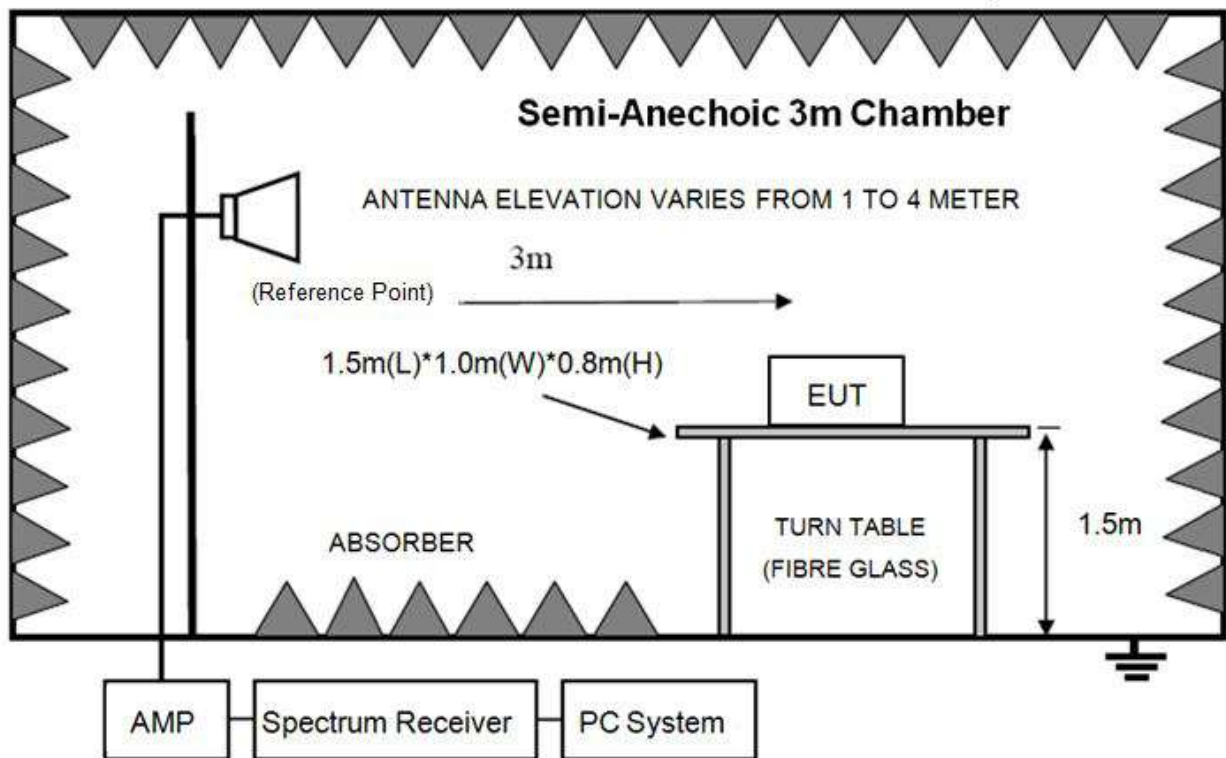 Semi-Anechoic 3m Chamber
ANTENNA ELEVATION VARIES FROM 1 TO 4 METER
3m
(Reference Point)
1.5m(L)*1.0m(W)*0.8m(H)
EUT
TURN TABLE
(FIBRE GLASS)
1.5m
ABSORBER
AMP
Spectrum Receiver
PC System